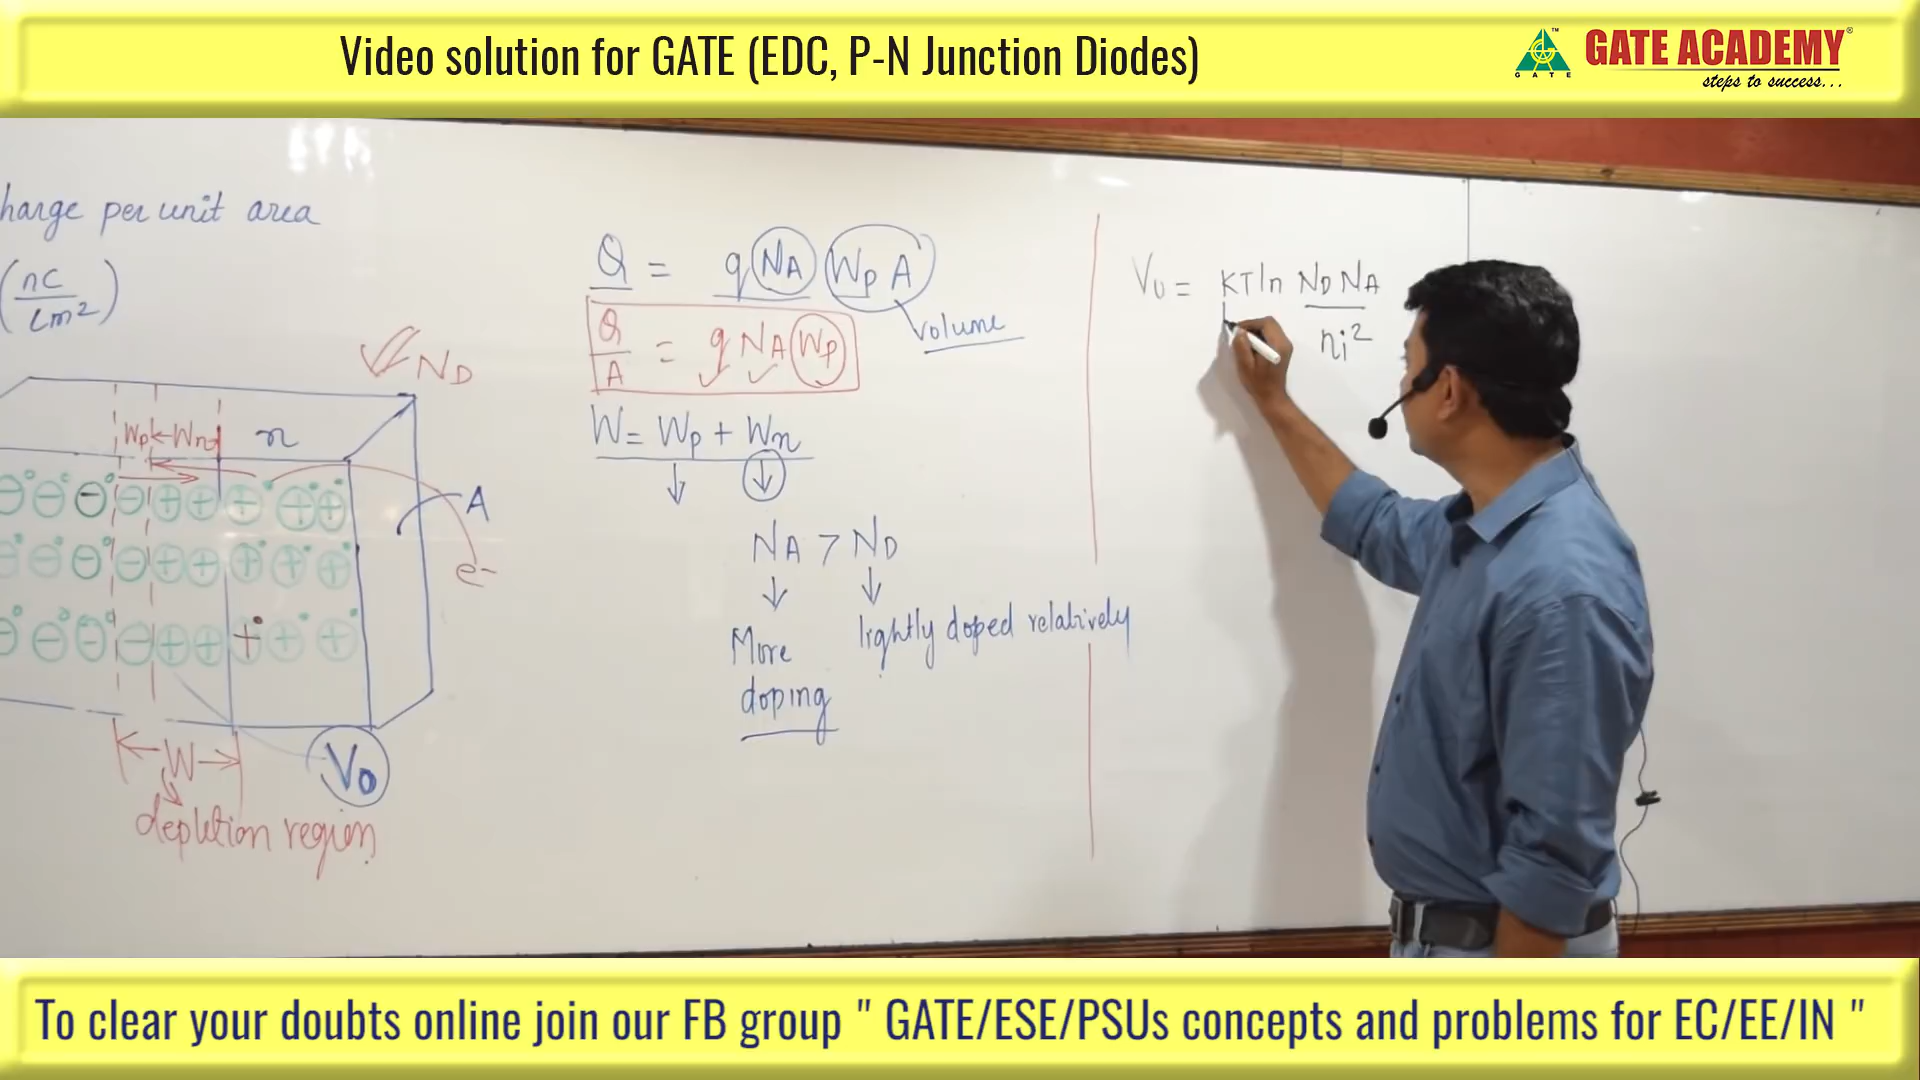 Video solution for GATE (EDC, P-N Junction Diodes)
GATE
GATE ACADEMY
steps to success...
harge per unit area
(nC/cm²)
ND
Wp Wn n
A
e-
W
V0
depletion region
Q = q NA Wp A
volume
Q/A = q NA Wp
W = Wp + Wn
NA > ND
More doping
lightly doped relatively
V0 = KT ln ND NA / ni²
To clear your doubts online join our FB group " GATE/ESE/PSUs concepts and problems for EC/EE/IN "